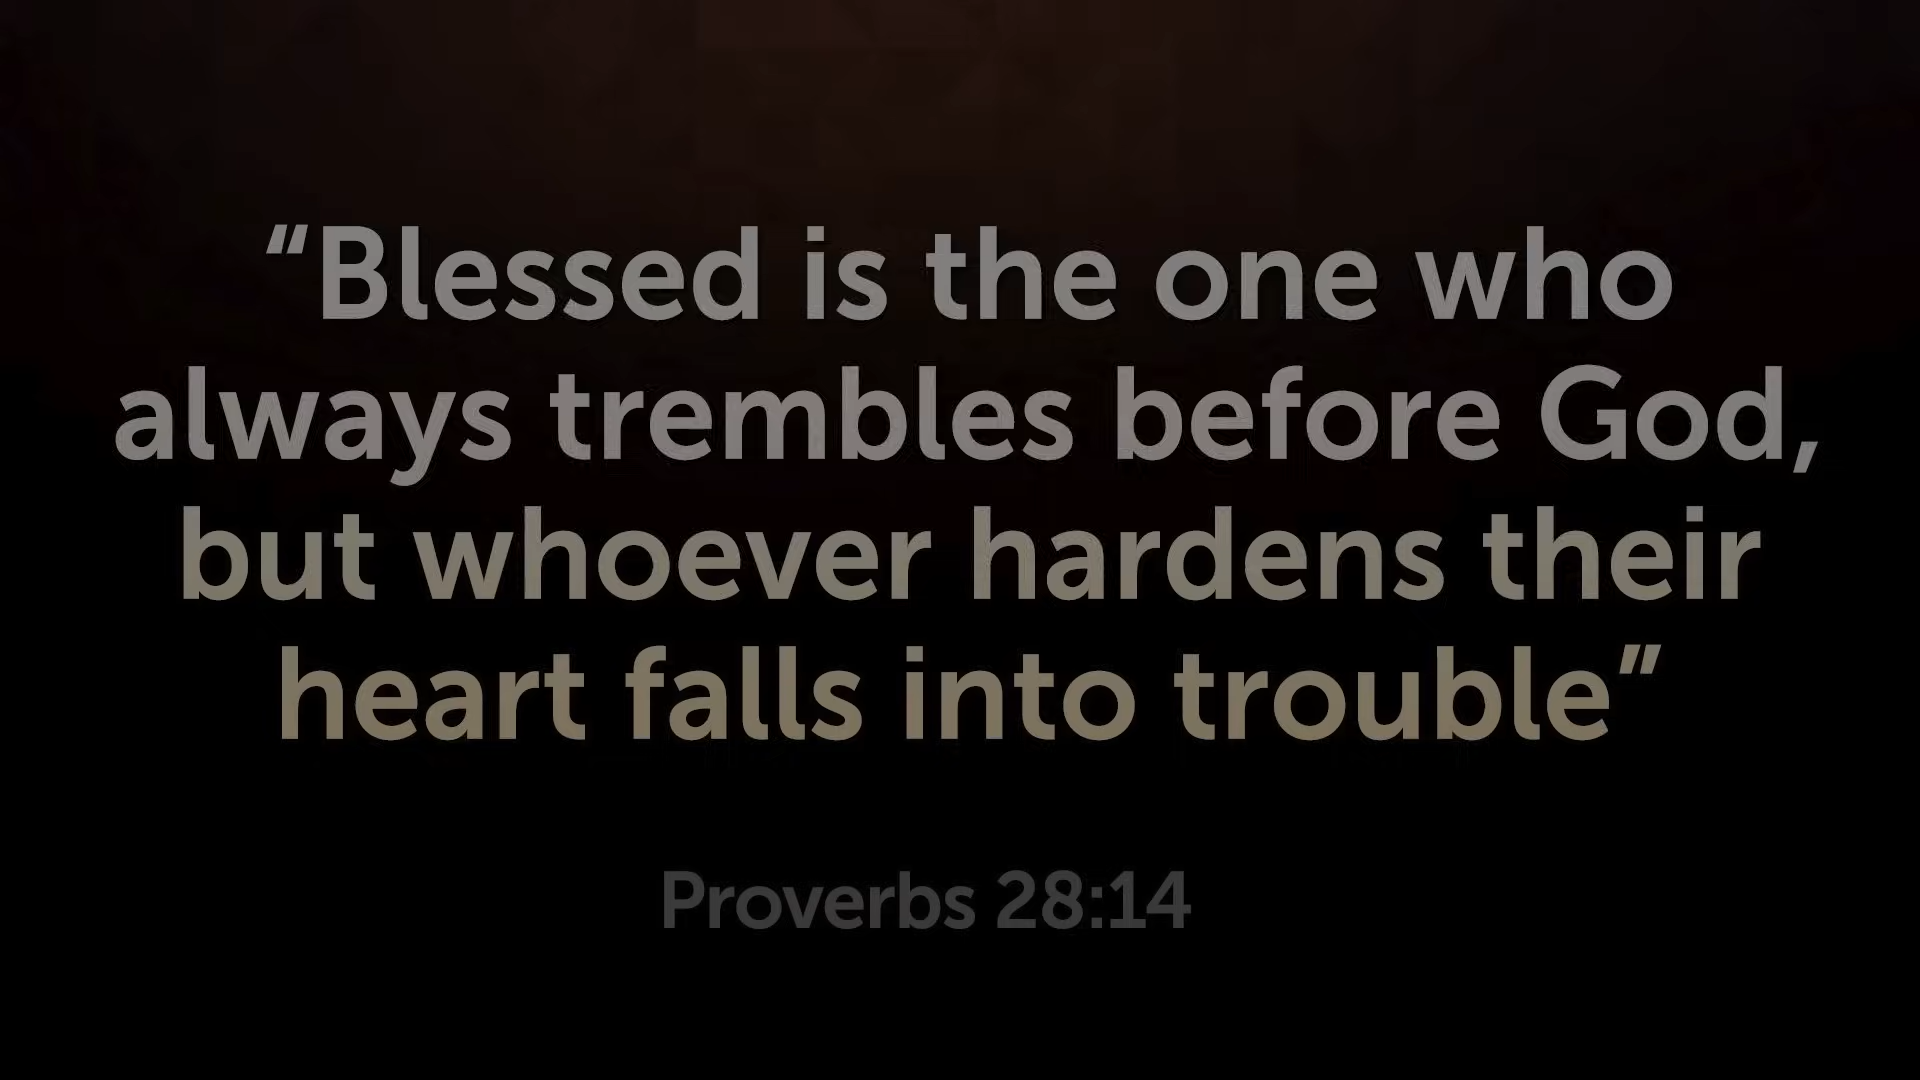 “Blessed is the one who
always trembles before God,
but whoever hardens their
heart falls into trouble”
Proverbs 28:14